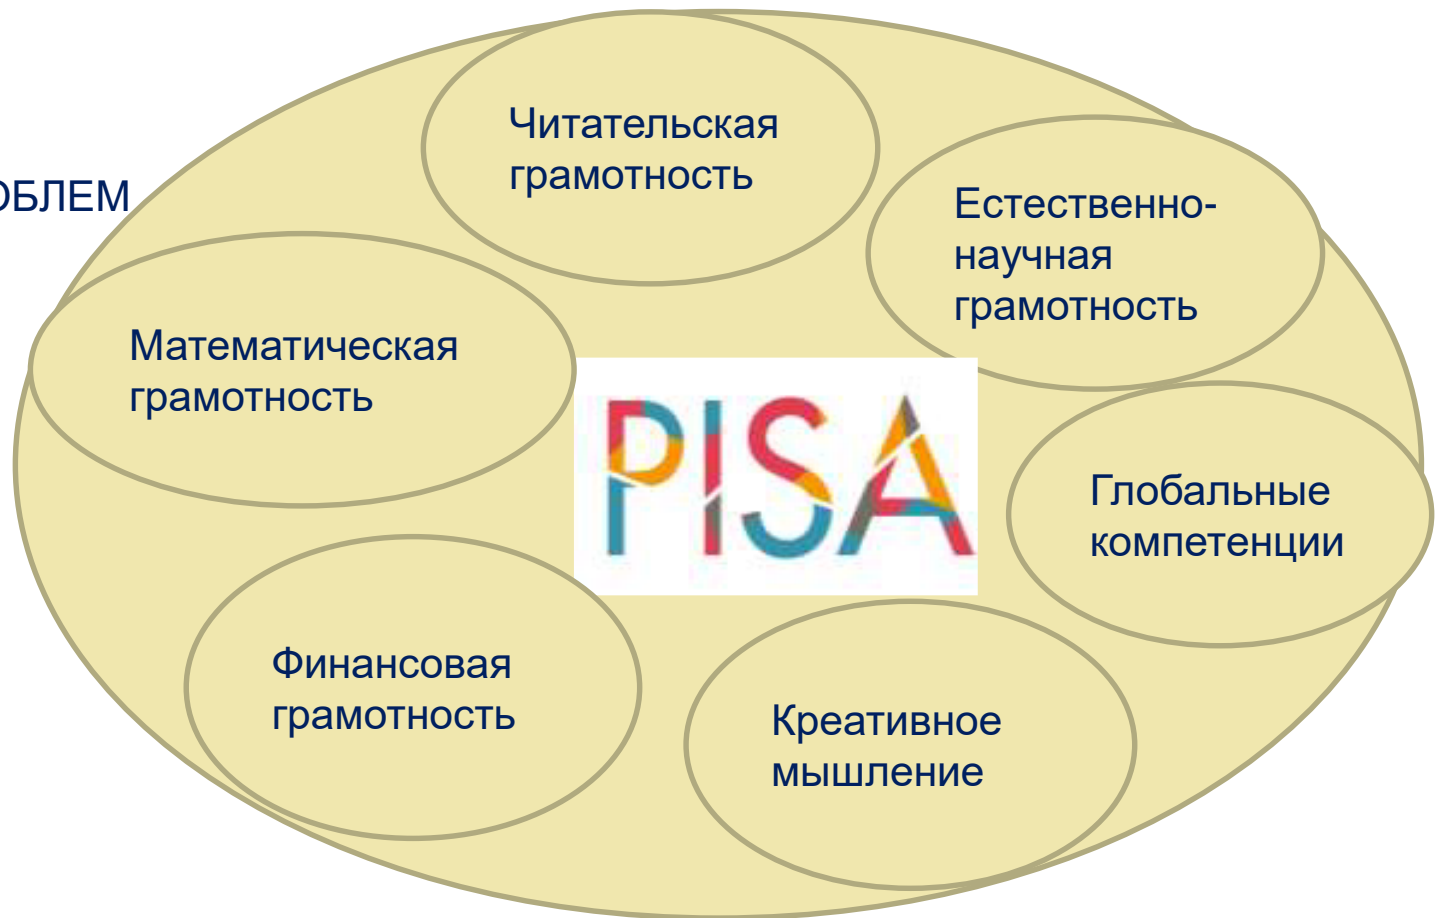 Читательская
грамотность
ОБЛЕМ
Естественно-
научная
грамотность
Математическая
грамотность
PISA
Глобальные
компетенции
Финансовая
грамотность
Креативное
мышление